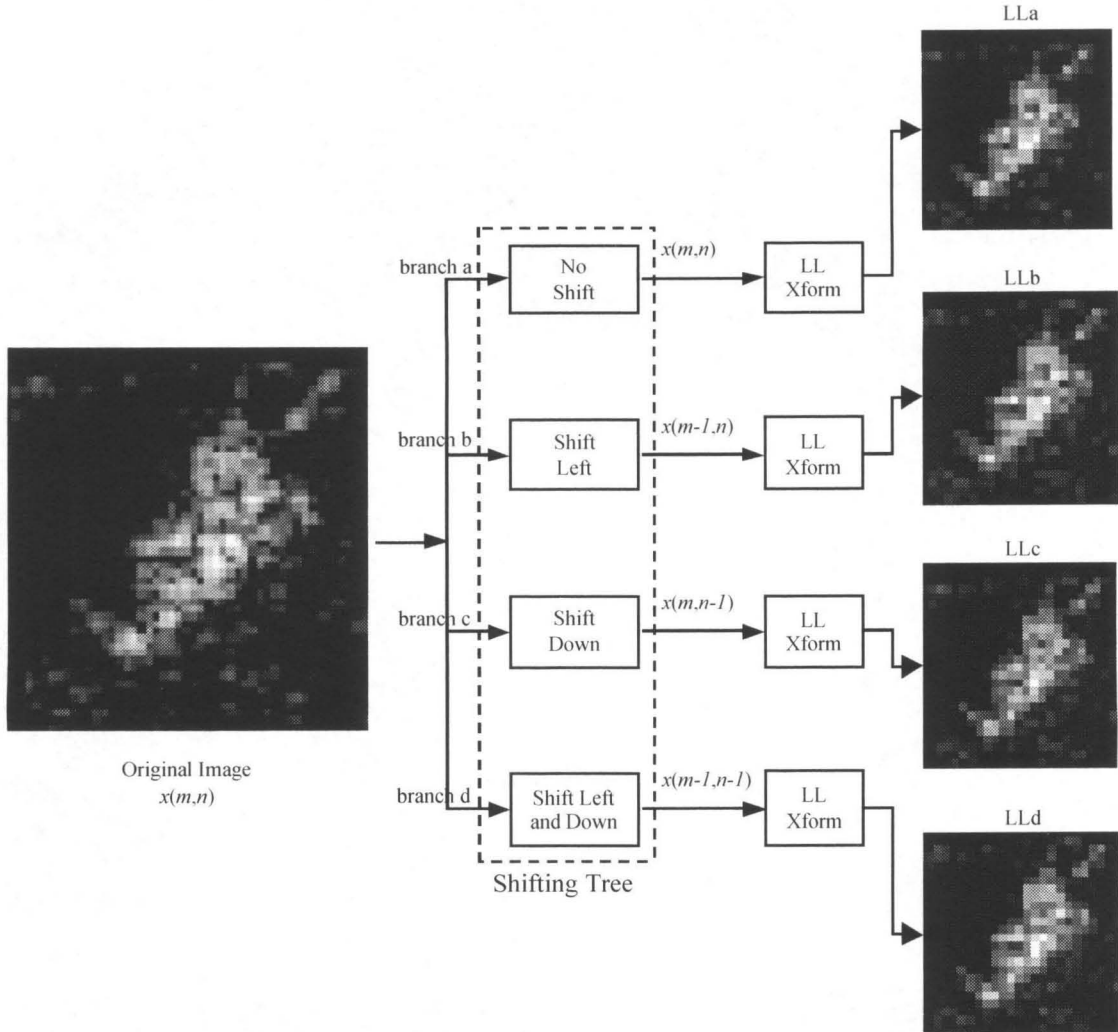 LLa
branch a
No
Shift
x(m,n)
LL
Xform
LLb
branch b
Shift
Left
x(m-1,n)
LL
Xform
LLc
branch c
Shift
Down
x(m,n-1)
LL
Xform
Original Image
x(m,n)
branch d
Shift Left
and Down
x(m-1,n-1)
LL
Xform
LLd
Shifting Tree